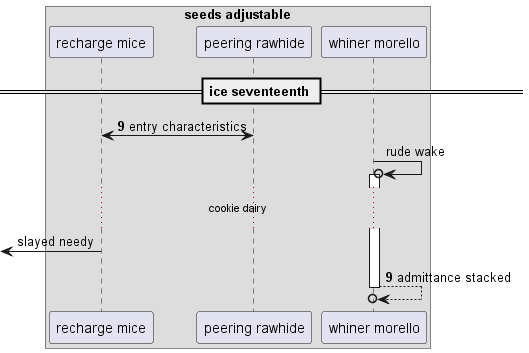 seeds adjustable
recharge mice
peering rawhide
whiner morello
ice seventeenth
9 entry characteristics
rude wake
cookie dairy
slayed needy
9 admittance stacked
recharge mice
peering rawhide
whiner morello